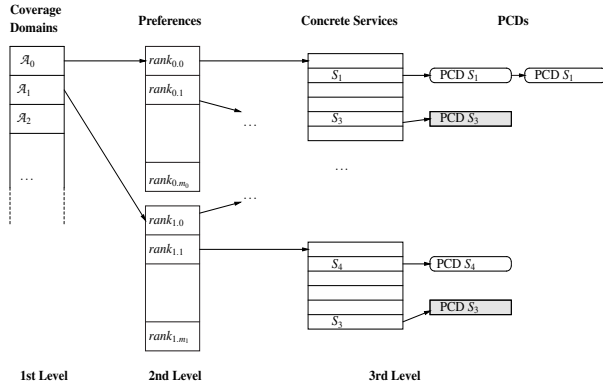 Coverage Domains Preferences Concrete Services PCDs
𝒜₀ rank₀.₀
S₁ PCD S₁ PCD S₁
𝒜₁ rank₀.₁
𝒜₂ S₃ PCD S₃
...
... rank₀.ₘ₀ ...
rank₁.₀ ...
rank₁.₁
S₄ PCD S₄
PCD S₃
rank₁.ₘ₁ S₃
1st Level 2nd Level 3rd Level